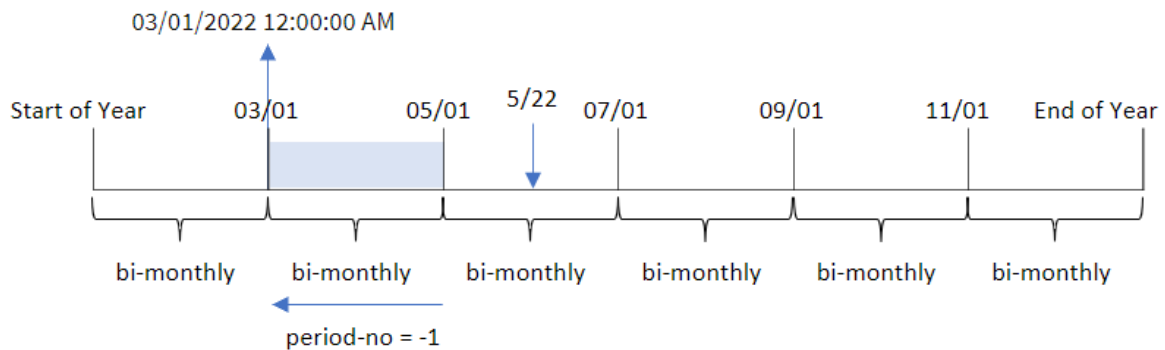 03/01/2022 12:00:00 AM
Start of Year 03/01 05/01 5/22 07/01 09/01 11/01 End of Year
bi-monthly bi-monthly bi-monthly bi-monthly bi-monthly bi-monthly
period-no = -1